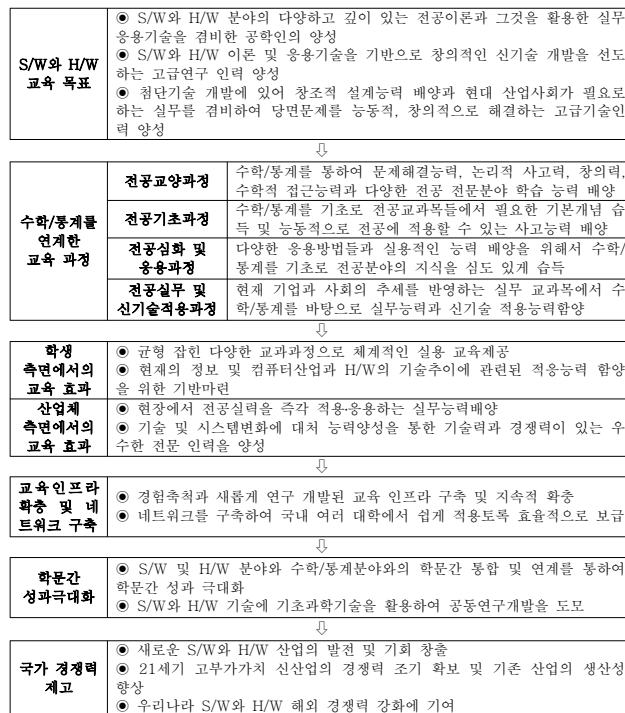 S/W와 H/W
교육 목표
◉ S/W와 H/W 분야의 다양하고 깊이 있는 전공이론과 그것을 활용한 실무
응용기술을 겸비한 공학인의 양성
◉ S/W와 H/W 이론 및 응용기술을 기반으로 창의적인 신기술 개발을 선도
하는 고급연구 인력 양성
◉ 첨단기술 개발에 있어 창조적 설계능력 배양과 현대 산업사회가 필요로
하는 실무를 겸비하여 당면문제를 능동적, 창의적으로 해결하는 고급기술인
력 양성
⇩
수학/통계를
연계한
교육 과정
전공교양과정
수학/통계를 통하여 문제해결능력, 논리적 사고력, 창의력,
수학적 접근능력과 다양한 전공 전문분야 학습 능력 배양
전공기초과정
수학/통계를 기초로 전공교과목들에서 필요한 기본개념 습
득 및 능동적으로 전공에 적용할 수 있는 사고능력 배양
전공심화 및
응용과정
다양한 응용방법들과 실용적인 능력 배양을 위해서 수학/
통계를 기초로 전공분야의 지식을 심도 있게 습득
전공실무 및
신기술적용과정
현재 기업과 사회의 추세를 반영하는 실무 교과목에서 수
학/통계를 바탕으로 실무능력과 신기술 적용능력함양
⇩
학생
측면에서의
교육 효과
◉ 균형 잡힌 다양한 교과과정으로 체계적인 실용 교육제공
◉ 현재의 정보 및 컴퓨터산업과 H/W의 기술추이에 관련된 적응능력 함양
을 위한 기반마련
산업체
측면에서의
교육 효과
◉ 현장에서 전공실력을 즉각 적용·응용하는 실무능력배양
◉ 기술 및 시스템변화에 대처 능력양성을 통한 기술력과 경쟁력이 있는 우
수한 전문 인력을 양성
⇩
교육인프라
확충 및 네
트워크 구축
◉ 경험축척과 새롭게 연구 개발된 교육 인프라 구축 및 지속적 확충
◉ 네트워크를 구축하여 국내 여러 대학에서 쉽게 적용토록 효율적으로 보급
⇩
학문간
성과극대화
◉ S/W 및 H/W 분야와 수학/통계분야와의 학문간 통합 및 연계를 통하여
학문간 성과 극대화
◉ S/W와 H/W 기술에 기초과학기술을 활용하여 공동연구개발을 도모
⇩
국가 경쟁력
제고
◉ 새로운 S/W와 H/W 산업의 발전 및 기회 창출
◉ 21세기 고부가가치 신산업의 경쟁력 조기 확보 및 기존 산업의 생산성
향상
◉ 우리나라 S/W와 H/W 해외 경쟁력 강화에 기여